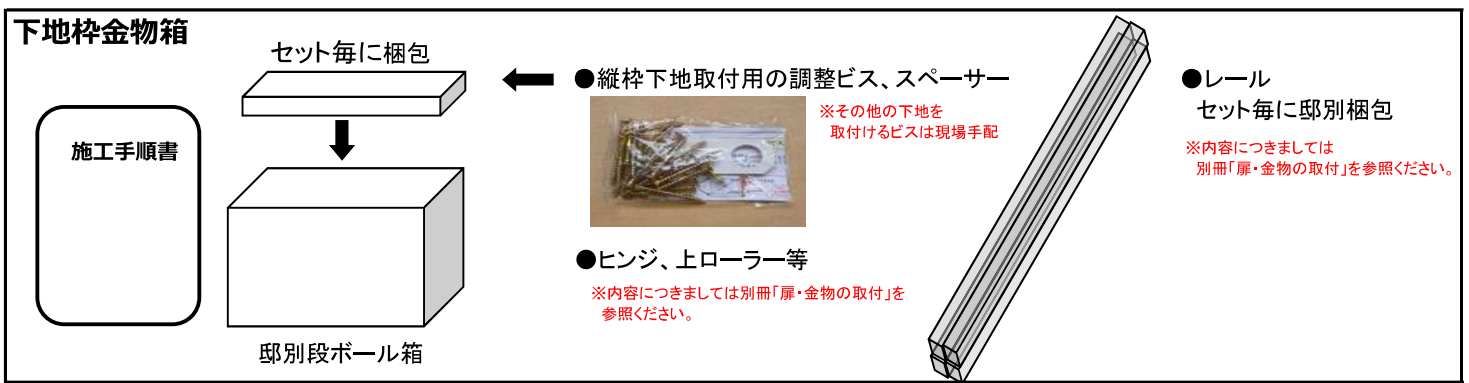 下地枠金物箱
施工手順書
セット毎に梱包
邸別段ボール箱
●縦枠下地取付用の調整ビス、スペーサー
※その他の下地を
取付けるビスは現場手配
●ヒンジ、上ローラー等
※内容につきましては別冊「扉・金物の取付」を
参照ください。
●レール
セット毎に邸別梱包
※内容につきましては
別冊「扉・金物の取付」を参照ください。